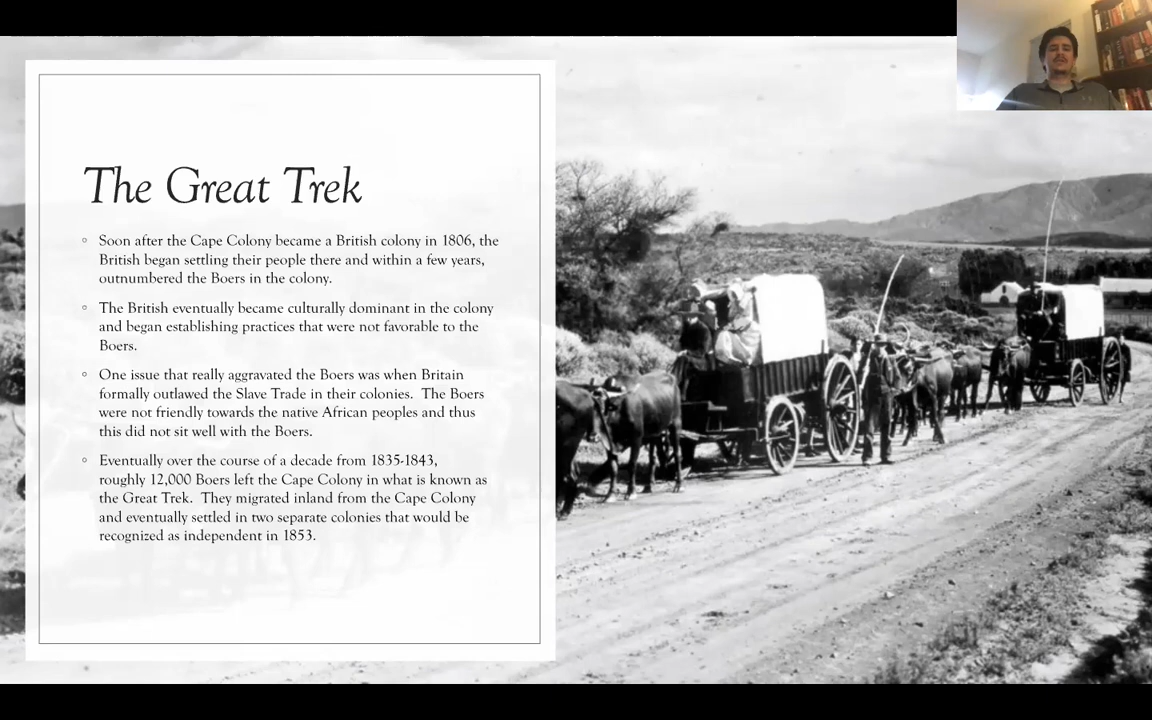 The Great Trek
Soon after the Cape Colony became a British colony in 1806, the
British began settling their people there and within a few years,
outnumbered the Boers in the colony.
The British eventually became culturally dominant in the colony
and began establishing practices that were not favorable to the
Boers.
One issue that really aggravated the Boers was when Britain
formally outlawed the Slave Trade in their colonies.  The Boers
were not friendly towards the native African peoples and thus
this did not sit well with the Boers.
Eventually over the course of a decade from 1835-1843,
roughly 12,000 Boers left the Cape Colony in what is known as
the Great Trek.  They migrated inland from the Cape Colony
and eventually settled in two separate colonies that would be
recognized as independent in 1853.